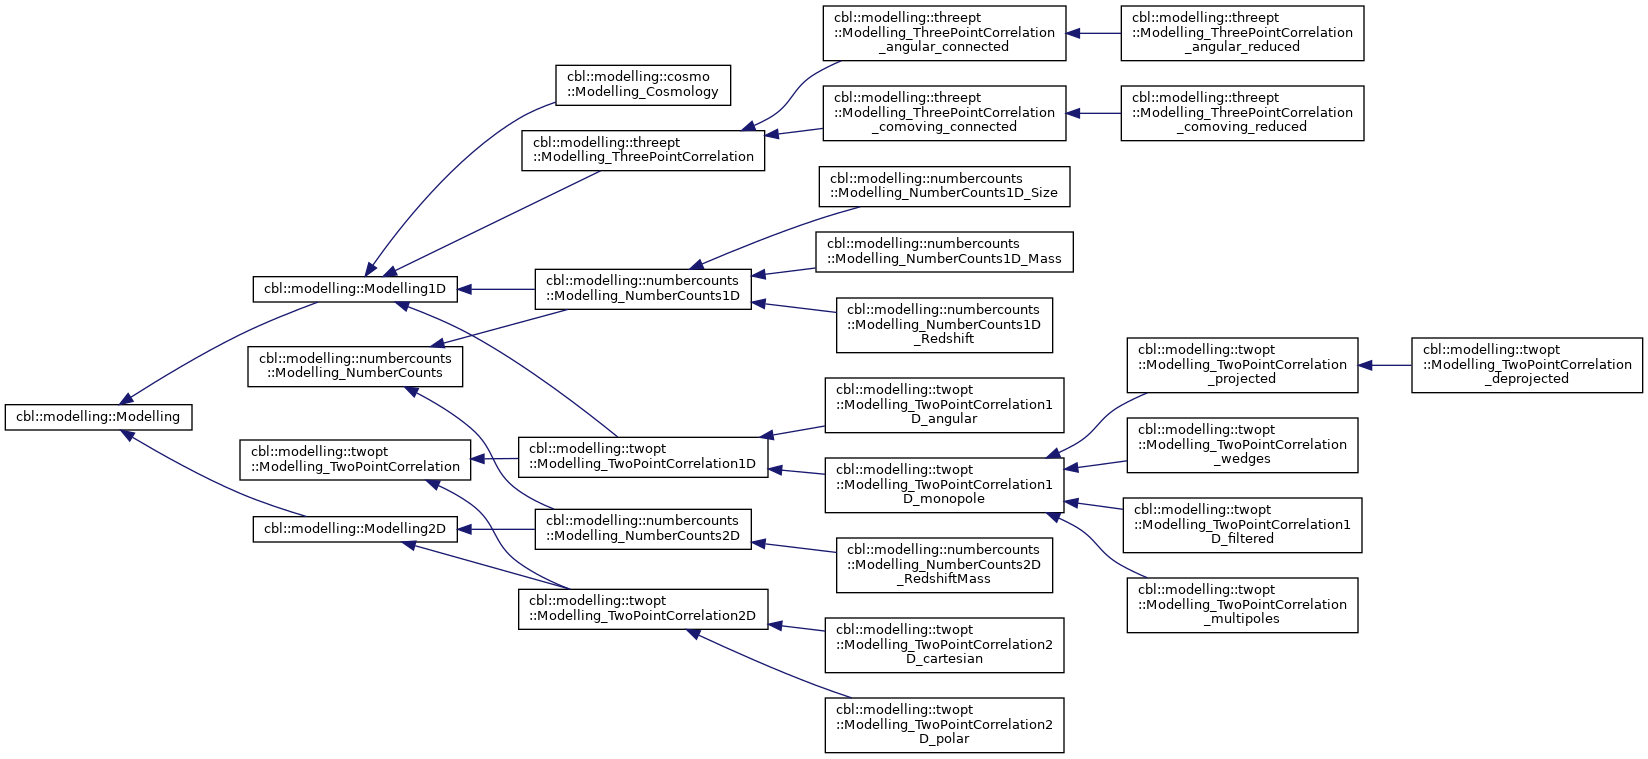 cbl::modelling::threept
::Modelling_ThreePointCorrelation
_angular_connected
cbl::modelling::threept
::Modelling_ThreePointCorrelation
_angular_reduced
cbl::modelling::cosmo
::Modelling_Cosmology
cbl::modelling::threept
::Modelling_ThreePointCorrelation
_comoving_connected
cbl::modelling::threept
::Modelling_ThreePointCorrelation
_comoving_reduced
cbl::modelling::threept
::Modelling_ThreePointCorrelation
cbl::modelling::numbercounts
::Modelling_NumberCounts1D_Size
cbl::modelling::numbercounts
::Modelling_NumberCounts1D_Mass
cbl::modelling::Modelling1D
cbl::modelling::numbercounts
::Modelling_NumberCounts1D
cbl::modelling::numbercounts
::Modelling_NumberCounts1D
_Redshift
cbl::modelling::numbercounts
::Modelling_NumberCounts
cbl::modelling::twopt
::Modelling_TwoPointCorrelation
_projected
cbl::modelling::twopt
::Modelling_TwoPointCorrelation
_deprojected
cbl::modelling::twopt
::Modelling_TwoPointCorrelation1
D_angular
cbl::modelling::Modelling
cbl::modelling::twopt
::Modelling_TwoPointCorrelation
_wedges
cbl::modelling::twopt
::Modelling_TwoPointCorrelation
cbl::modelling::twopt
::Modelling_TwoPointCorrelation1D
cbl::modelling::twopt
::Modelling_TwoPointCorrelation1
D_monopole
cbl::modelling::twopt
::Modelling_TwoPointCorrelation1
D_filtered
cbl::modelling::Modelling2D
cbl::modelling::numbercounts
::Modelling_NumberCounts2D
cbl::modelling::numbercounts
::Modelling_NumberCounts2D
_RedshiftMass
cbl::modelling::twopt
::Modelling_TwoPointCorrelation
_multipoles
cbl::modelling::twopt
::Modelling_TwoPointCorrelation2D
cbl::modelling::twopt
::Modelling_TwoPointCorrelation2
D_cartesian
cbl::modelling::twopt
::Modelling_TwoPointCorrelation2
D_polar